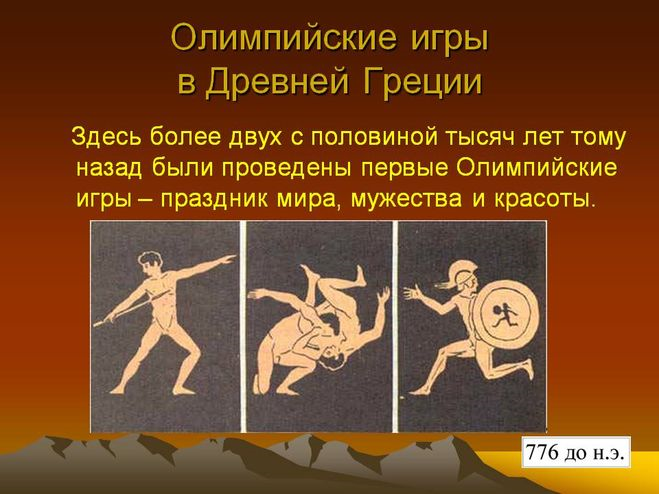 Олимпийские игры
в Древней Греции
Здесь более двух с половиной тысяч лет тому
назад были проведены первые Олимпийские
игры – праздник мира, мужества и красоты.
776 до н.э.